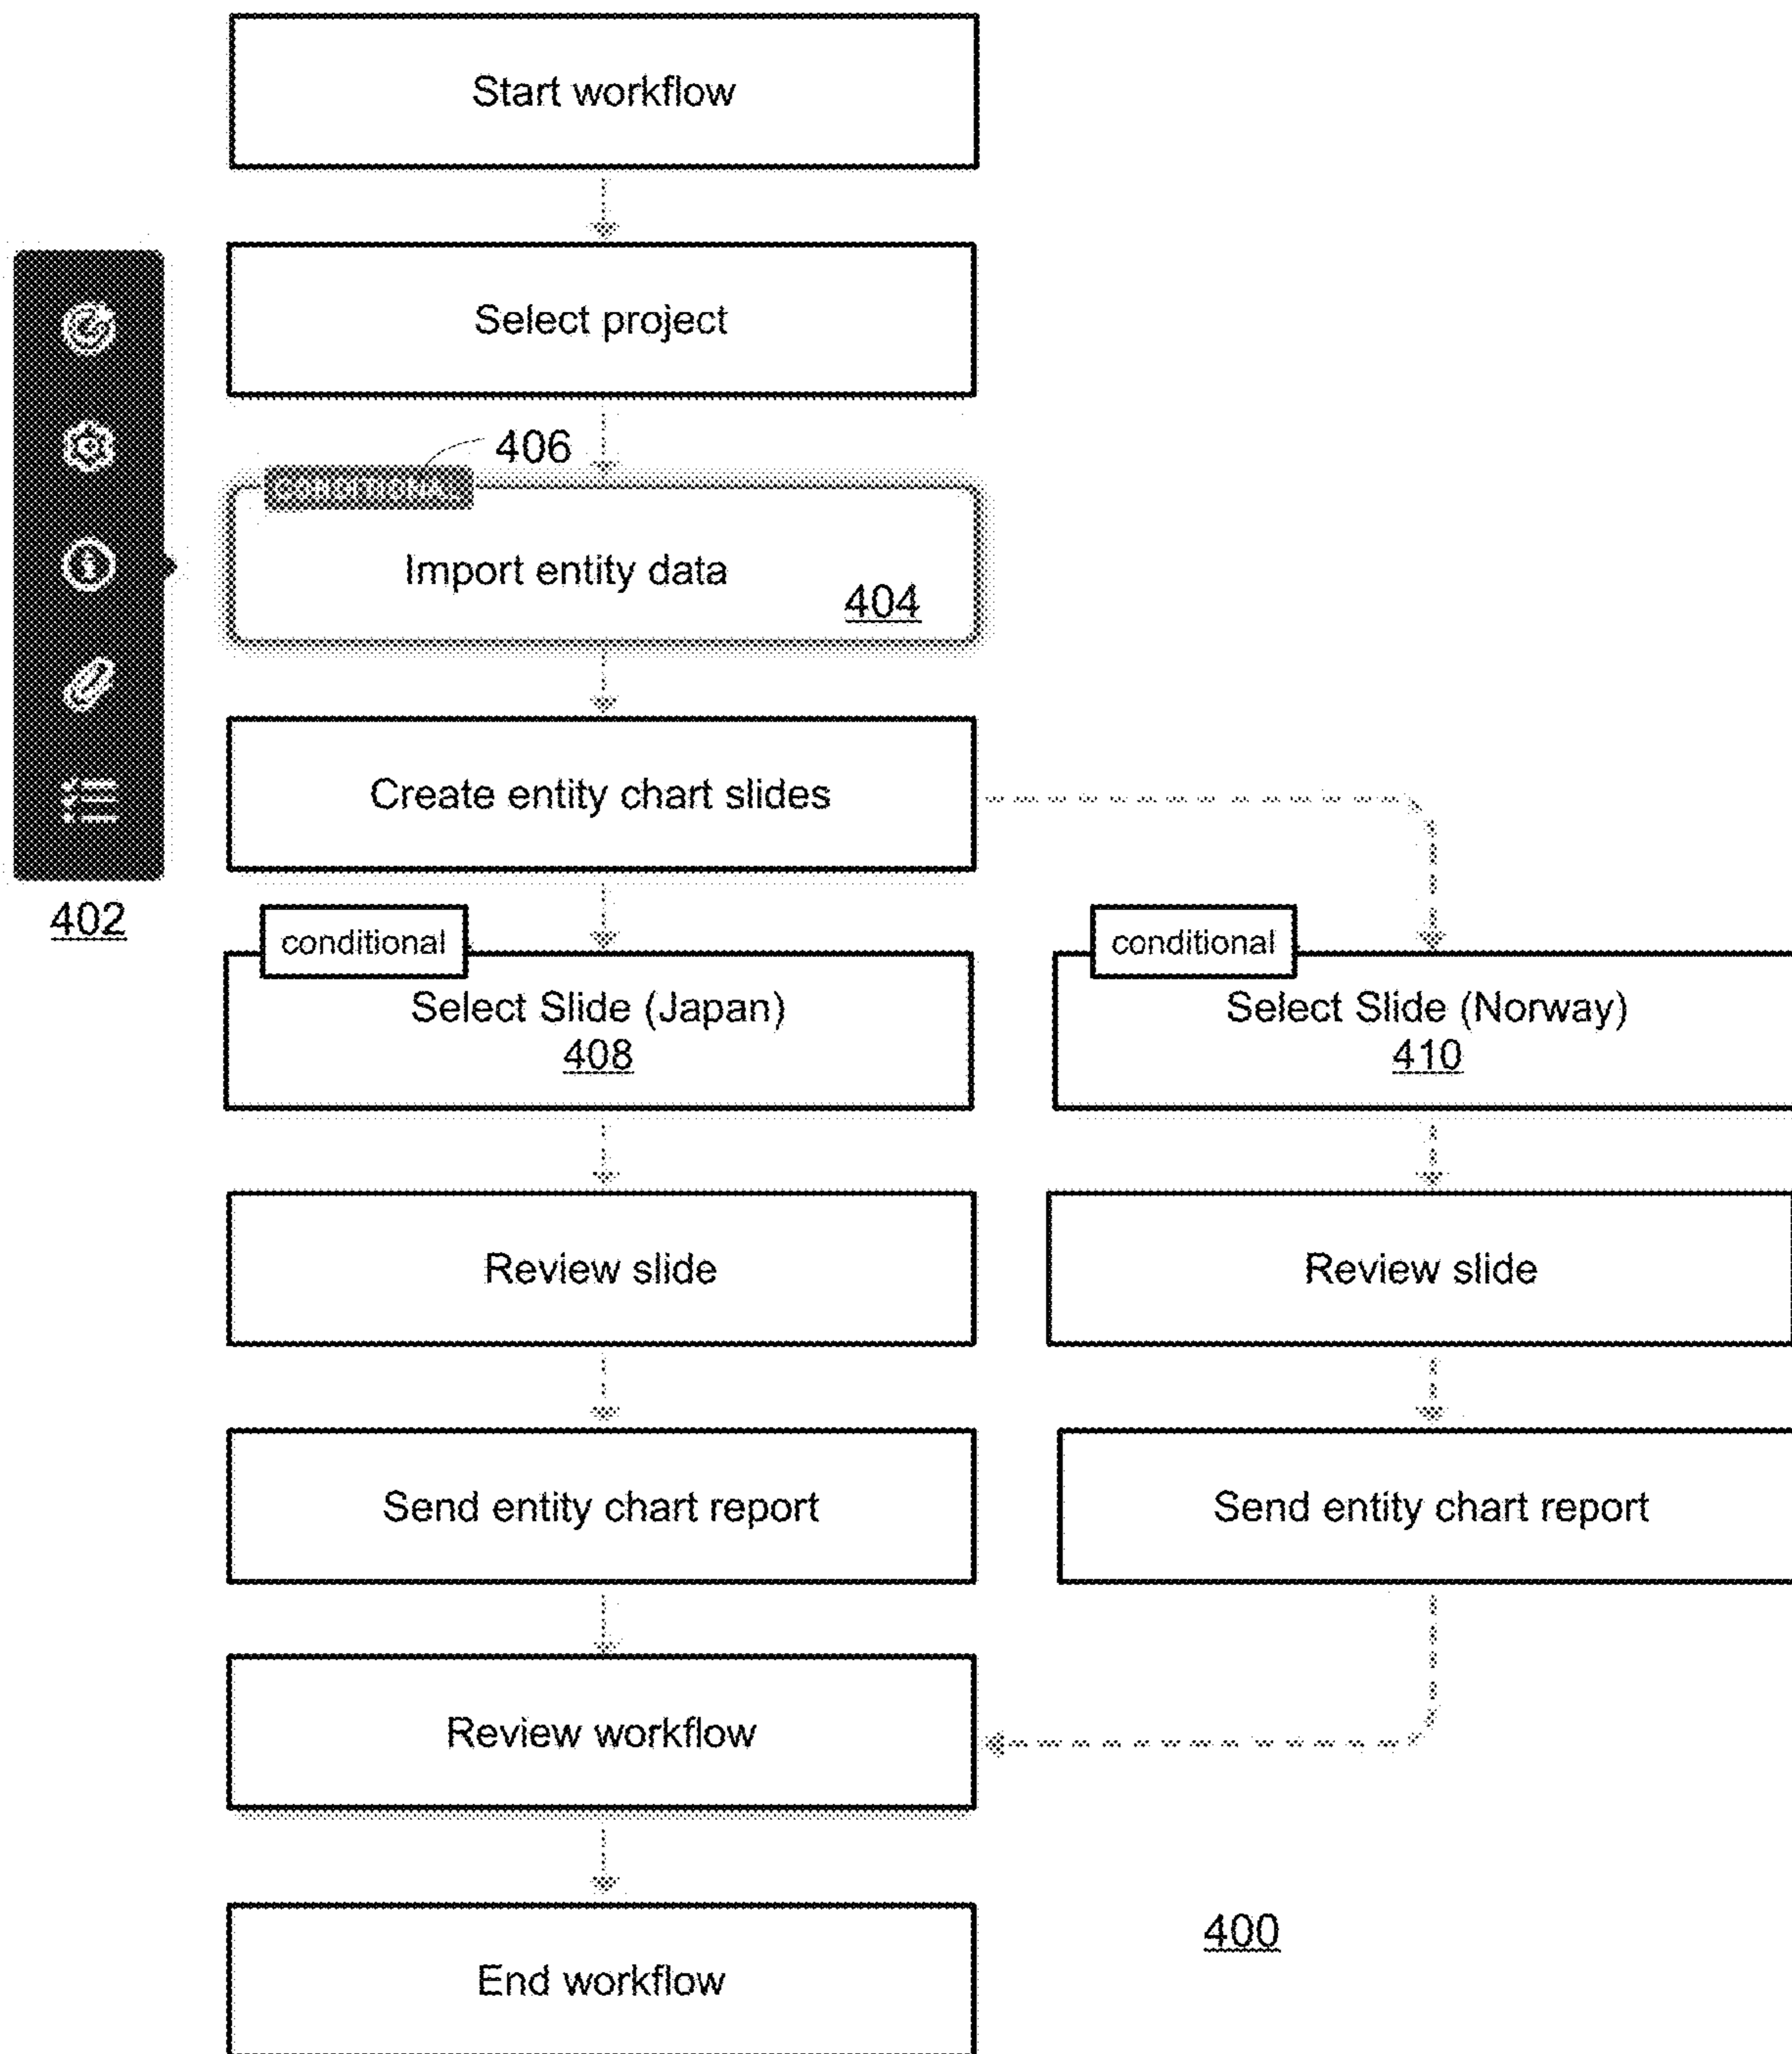 Start workflow
Select project
406
Import entity data
404
Create entity chart slides
402
conditional
conditional
Select Slide (Japan)
408
Select Slide (Norway)
410
Review slide
Review slide
Send entity chart report
Send entity chart report
Review workflow
400
End workflow